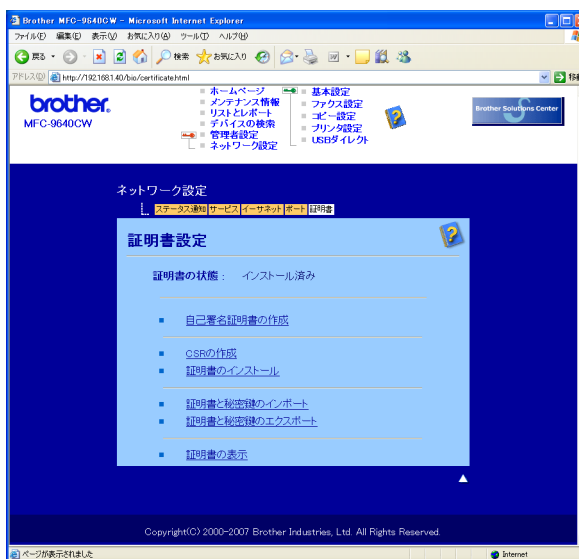 Brother MFC-9640CW - Microsoft Internet Explorer
ファイル(F) 編集(E) 表示(V) お気に入り(A) ツール(T) ヘルプ(H)
戻る 検索 お気に入り
アドレス(D) http://192.168.1.40/bio/certificate.html 移動
brother.
MFC-9640CW
ホームページ
メンテナンス情報
リストとレポート
デバイスの検索
管理者設定
ネットワーク設定
基本設定
ファクス設定
コピー設定
プリンタ設定
USBダイレクト
Brother Solutions Center
ネットワーク設定
ステータス通知 サービス イーサネット ポート 証明書
証明書設定
証明書の状態 : インストール済み
自己署名証明書の作成
CSRの作成
証明書のインストール
証明書と秘密鍵のインポート
証明書と秘密鍵のエクスポート
証明書の表示
Copyright(C) 2000-2007 Brother Industries, Ltd. All Rights Reserved.
ページが表示されました Internet